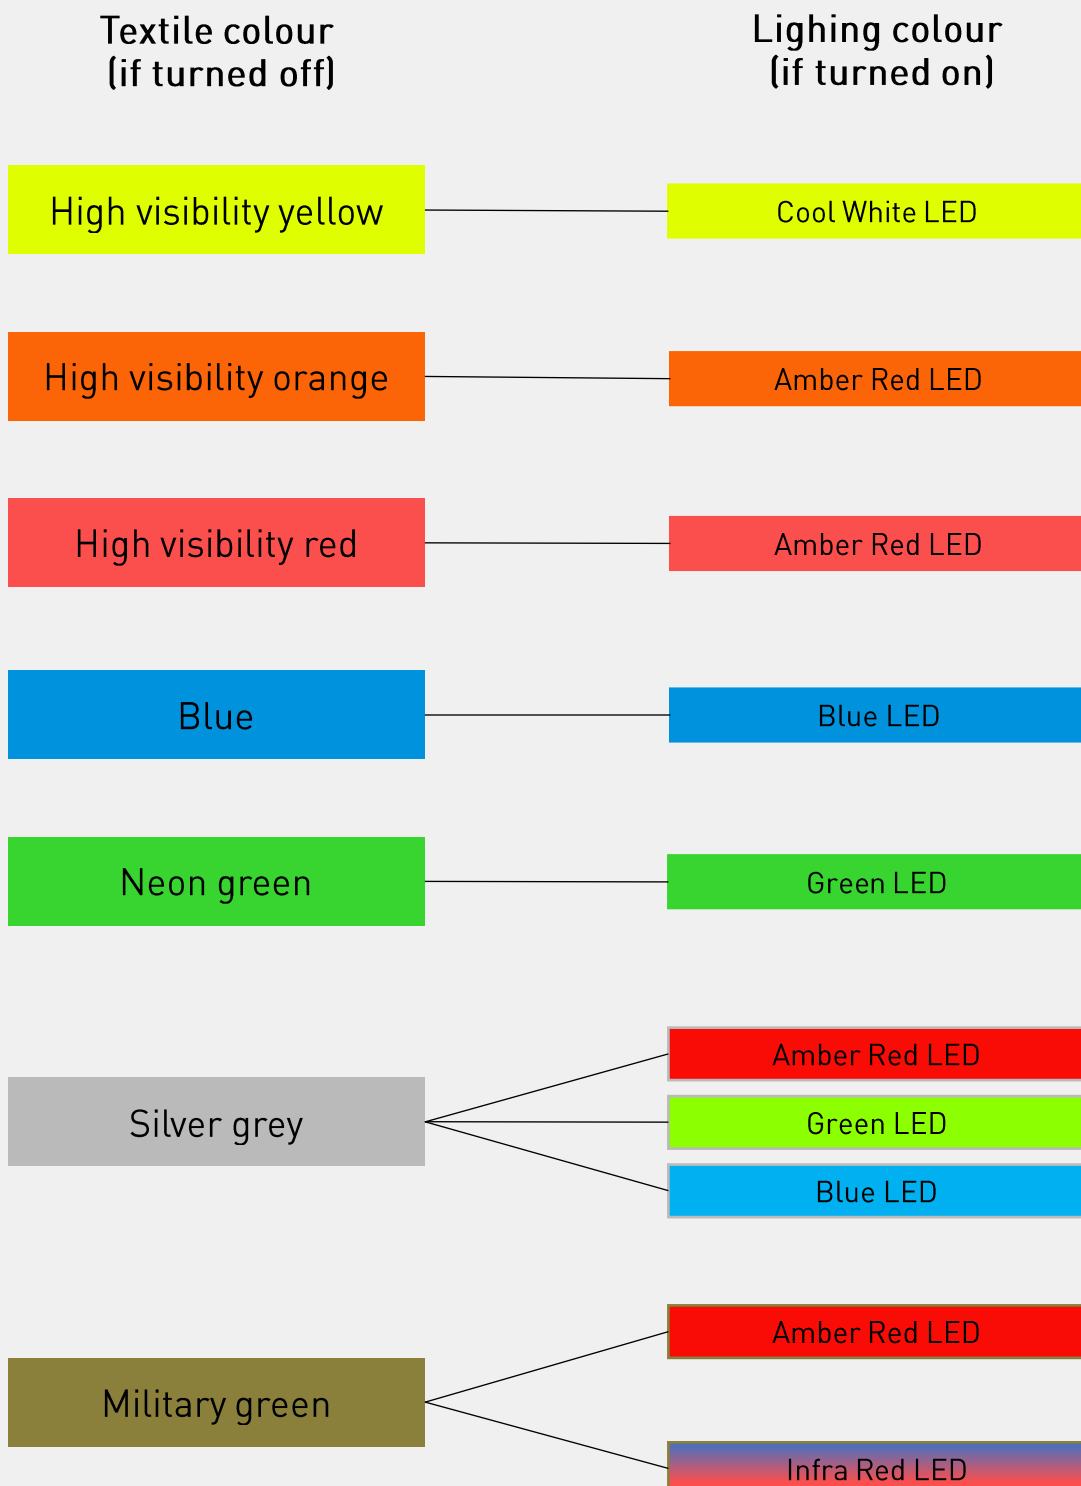 Textile colour
(if turned off)
Lighing colour
(if turned on)
High visibility yellow
Cool White LED
High visibility orange
Amber Red LED
High visibility red
Amber Red LED
Blue
Blue LED
Neon green
Green LED
Silver grey
Amber Red LED
Green LED
Blue LED
Military green
Amber Red LED
Infra Red LED